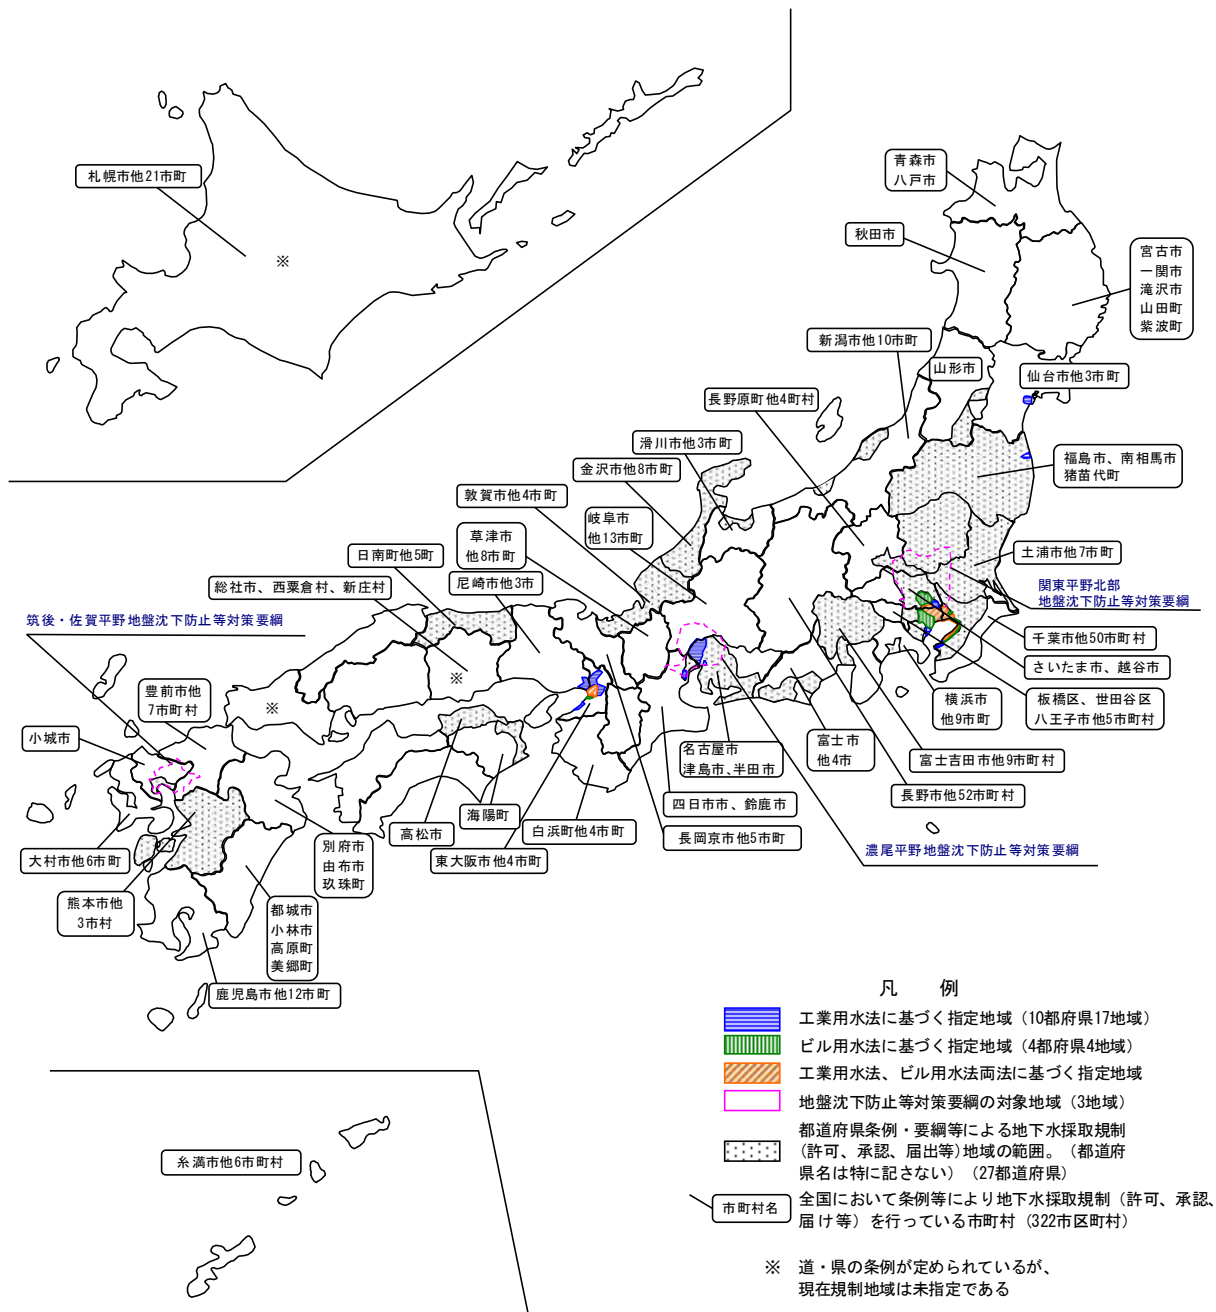 札幌市他21市町
※
青森市
八戸市
秋田市
宮古市
一関市
滝沢市
山田町
紫波町
新潟市他10市町
山形市
仙台市他3市町
長野原町他4町村
滑川市他3市町
金沢市他8市町
福島市、南相馬市
猪苗代町
敦賀市他4市町
岐阜市
他13市町
草津市
他8市町
日南町他5町
尼崎市他3市
総社市、西粟倉村、新庄村
土浦市他7市町
関東平野北部
地盤沈下防止等対策要綱
筑後・佐賀平野地盤沈下防止等対策要綱
千葉市他50市町村
さいたま市、越谷市
豊前市他
7市町村
※
※
横浜市
他9市町
板橋区、世田谷区
八王子市他5市町村
小城市
名古屋市
津島市、半田市
富士市
他4市
富士吉田市他9市町村
長野市他52市町村
四日市市、鈴鹿市
海陽町
高松市
白浜町他4市町
長岡京市他5市町
東大阪市他4市町
濃尾平野地盤沈下防止等対策要綱
大村市他6市町
別府市
由布市
玖珠町
熊本市他
3市村
都城市
小林市
高原町
美郷町
鹿児島市他12市町
糸満市他6市町村
凡　例
工業用水法に基づく指定地域（10都府県17地域）
ビル用水法に基づく指定地域（4都府県4地域）
工業用水法、ビル用水法両法に基づく指定地域
地盤沈下防止等対策要綱の対象地域（3地域）
都道府県条例・要綱等による地下水採取規制
(許可、承認、届出等)地域の範囲。（都道府
県名は特に記さない）（27都道府県）
市町村名
全国において条例等により地下水採取規制（許可、承認、
届け等）を行っている市町村（322市区町村）
※　道・県の条例が定められているが、
現在規制地域は未指定である